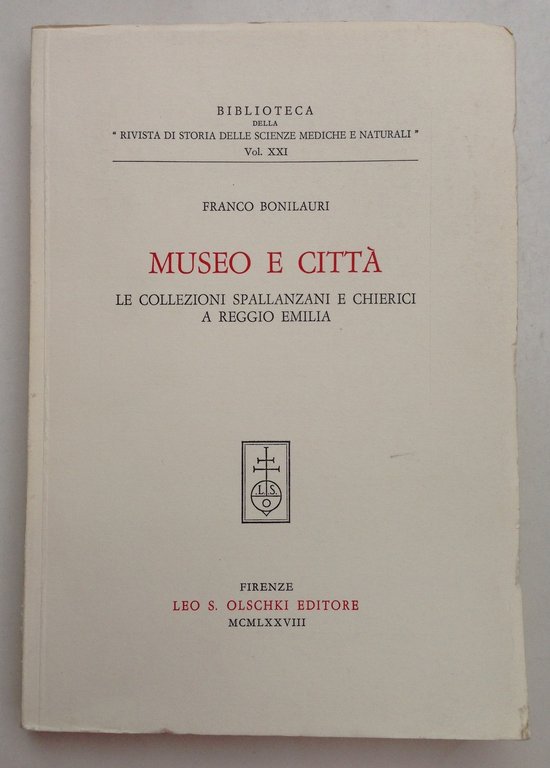 BIBLIOTECA
DELLA
" RIVISTA DI STORIA DELLE SCIENZE MEDICHE E NATURALI "
Vol. XXI
FRANCO BONILAURI
MUSEO E CITTÀ
LE COLLEZIONI SPALLANZANI E CHIERICI
A REGGIO EMILIA
L. S.
O
FIRENZE
LEO S. OLSCHKI EDITORE
MCMLXXVIII